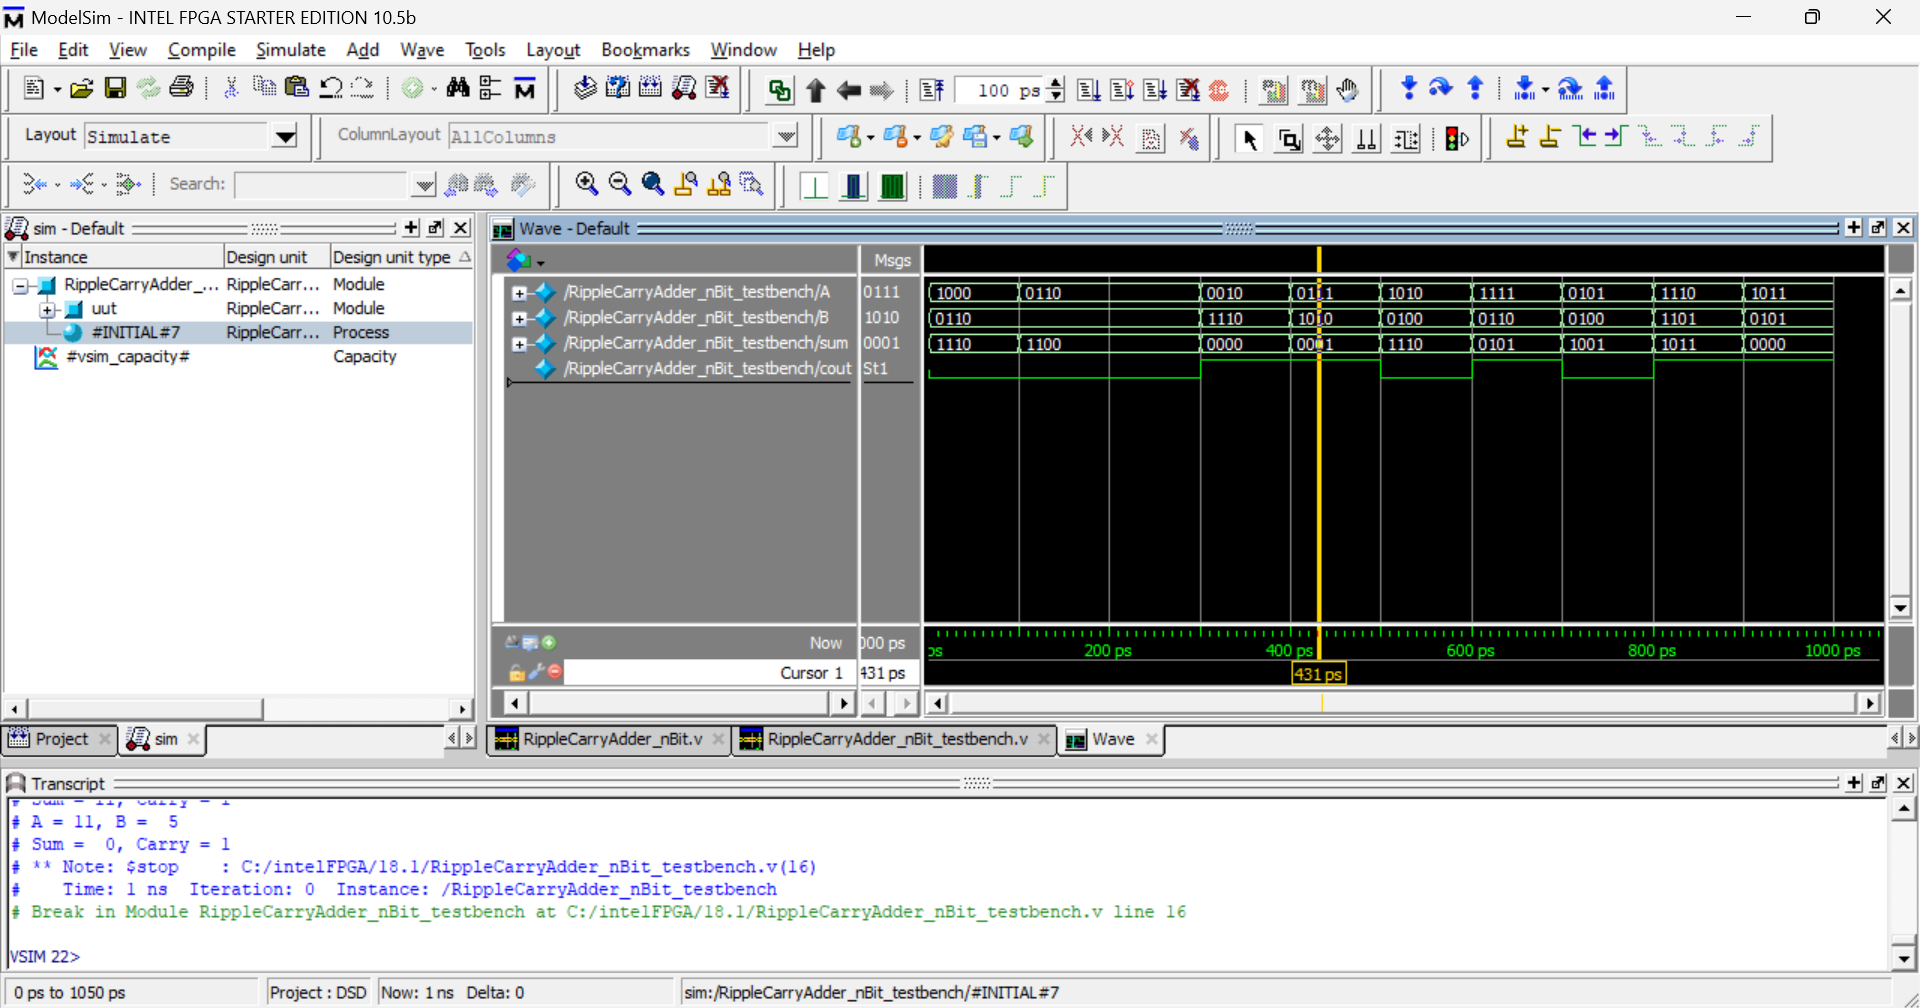 ModelSim - INTEL FPGA STARTER EDITION 10.5b
File Edit View Compile Simulate Add Wave Tools Layout Bookmarks Window Help
100 ps
Layout Simulate ColumnLayout AllColumns
Search:
sim - Default
Instance Design unit Design unit type
RippleCarryAdder_... RippleCarr... Module
uut RippleCarr... Module
#INITIAL#7 RippleCarr... Process
#vsim_capacity# Capacity
Wave - Default
Msgs
/RippleCarryAdder_nBit_testbench/A 0111 1000 0110 0010 0111 1010 1111 0101 1110 1011
/RippleCarryAdder_nBit_testbench/B 1010 0110 1110 1010 0100 0110 0100 1101 0101
/RippleCarryAdder_nBit_testbench/sum 0001 1110 1100 0000 0001 1110 0101 1001 1011 0000
/RippleCarryAdder_nBit_testbench/cout St1
Now 000 ps ps 200 ps 400 ps 600 ps 800 ps 1000 ps
Cursor 1 431 ps 431 ps
Project sim
RippleCarryAdder_nBit.v RippleCarryAdder_nBit_testbench.v Wave
Transcript
# Sum = 11, Carry = 1
# A = 11, B =  5
# Sum =  0, Carry = 1
# ** Note: $stop    : C:/intelFPGA/18.1/RippleCarryAdder_nBit_testbench.v(16)
#    Time: 1 ns  Iteration: 0  Instance: /RippleCarryAdder_nBit_testbench
# Break in Module RippleCarryAdder_nBit_testbench at C:/intelFPGA/18.1/RippleCarryAdder_nBit_testbench.v line 16
VSIM 22>
0 ps to 1050 ps Project : DSD Now: 1 ns Delta: 0 sim:/RippleCarryAdder_nBit_testbench/#INITIAL#7